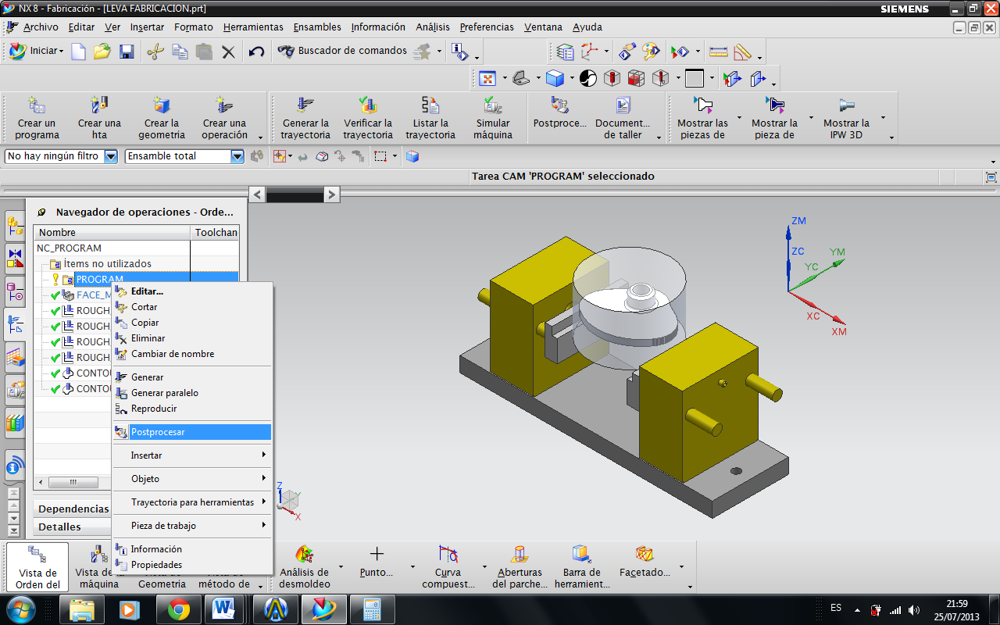 NX 8 - Fabricación - [LEVA FABRICACION.prt]
SIEMENS
Archivo Editar Ver Insertar Formato Herramientas Ensambles Información Análisis Preferencias Ventana Ayuda
Iniciar
Buscador de comandos
Crear un programa
Crear una hta
Crear la geometría
Crear una operación
Generar la trayectoria
Verificar la trayectoria
Listar la trayectoria
Simular máquina
Postproce...
Document... de taller
Mostrar las piezas de
Mostrar la pieza de
Mostrar la IPW 3D
No hay ningún filtro
Ensamble total
Tarea CAM 'PROGRAM' seleccionado
Navegador de operaciones - Orde...
Nombre
Toolchan
NC_PROGRAM
Ítems no utilizados
PROGRAM
FACE_M
ROUGH
ROUGH
ROUGH
ROUGH
CONTOU
CONTOU
Dependencias
Detalles
Editar...
Cortar
Copiar
Eliminar
Cambiar de nombre
Generar
Generar paralelo
Reproducir
Postprocesar
Insertar
Objeto
Trayectoria para herramientas
Pieza de trabajo
Información
Propiedades
ZM
ZC
YM
YC
XC
XM
Z
Y
X
Vista de Orden del
Vista de la máquina
Vista de Geometria
Vista de método de
Análisis de desmoldeo
Punto...
Curva compuest...
Aberturas del parche...
Barra de herramient...
Facetado...
ES
21:59
25/07/2013